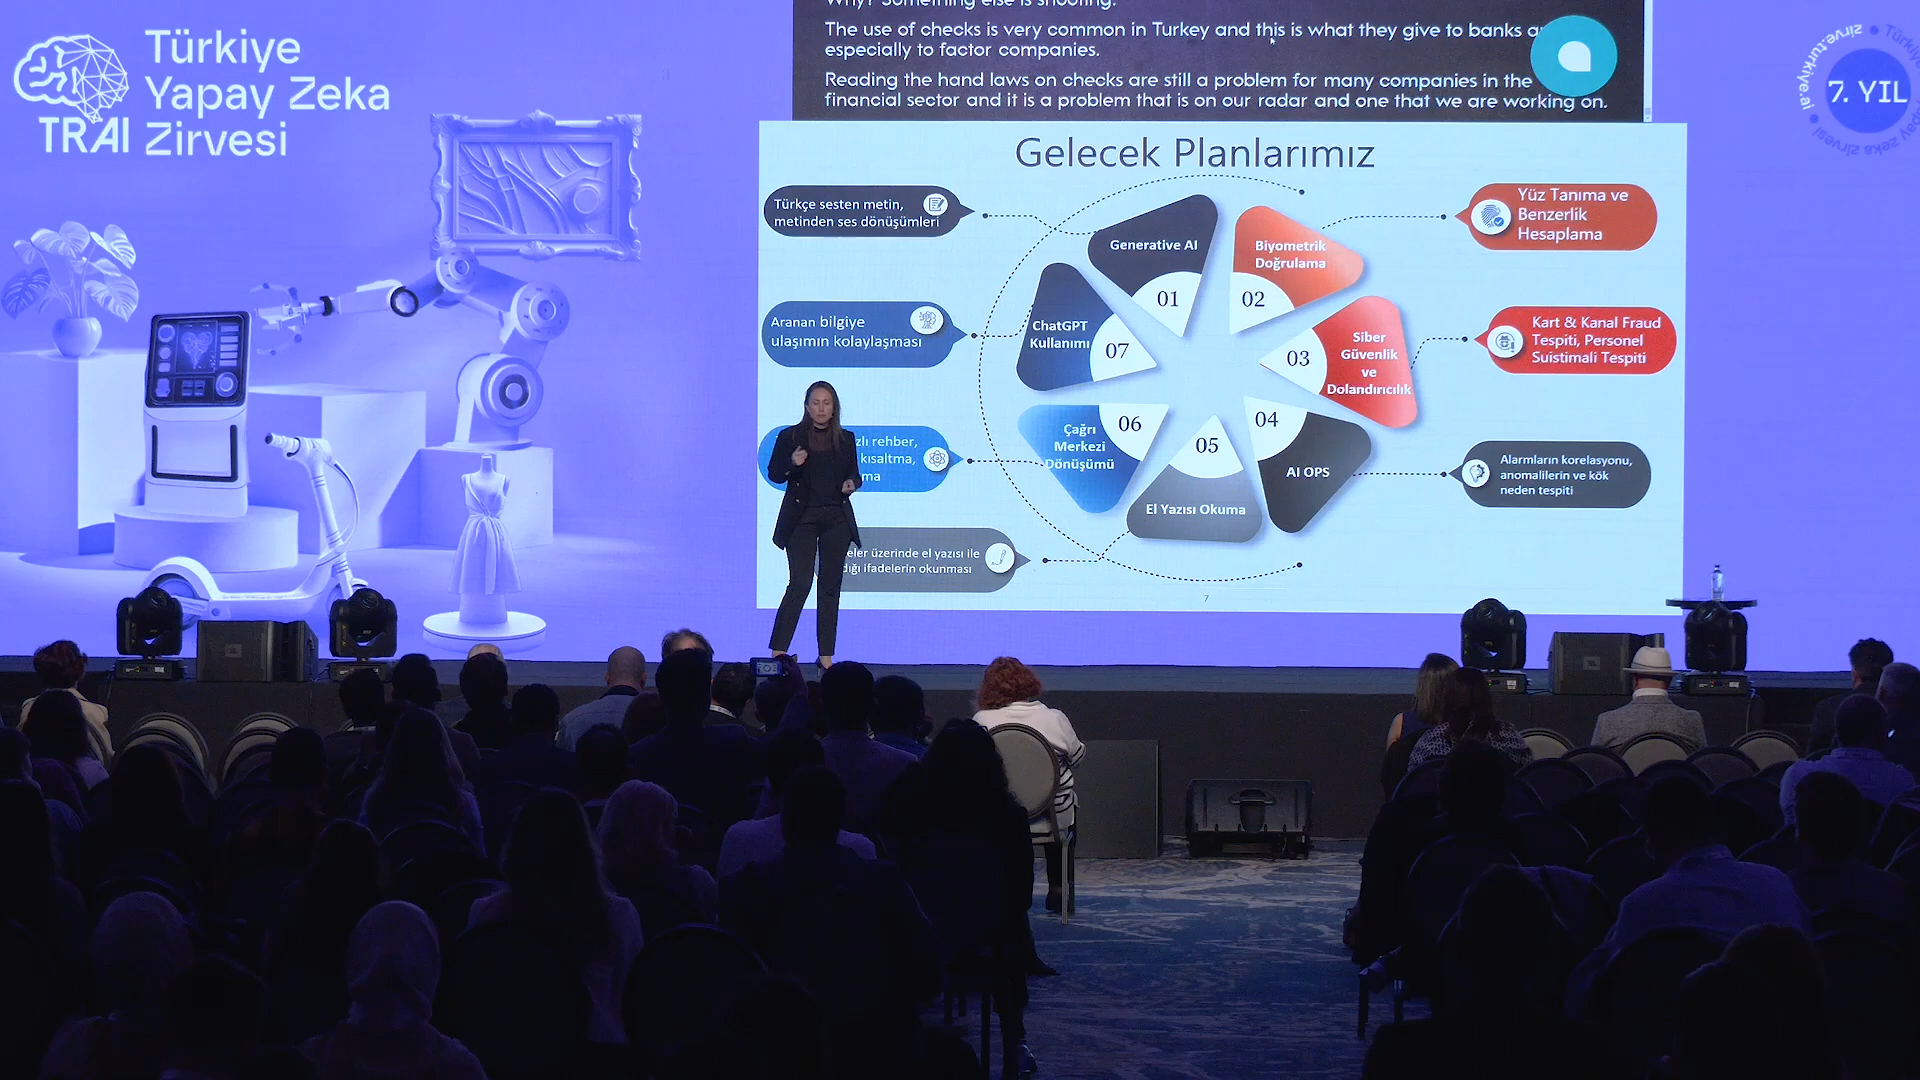 Türkiye
Yapay Zeka
TRAI Zirvesi
The use of checks is very common in Turkey and this is what they give to banks
especially to factor companies.
Reading the hand laws on checks are still a problem for many companies in the
financial sector and it is a problem that is on our radar and one that we are working on.
7. YIL
zirve.turkiye.ai
Gelecek Planlarımız
Türkçe sesten metin,
metinden ses dönüşümleri
Generative AI
01
Biyometrik
Doğrulama
02
Yüz Tanıma ve
Benzerlik
Hesaplama
Aranan bilgiye
ulaşımın kolaylaşması
ChatGPT
Kullanımı
07
03
Siber
Güvenlik
ve
Dolandırıcılık
Kart & Kanal Fraud
Tespiti, Personel
Suistimali Tespiti
rehber,
kısaltma,
Çağrı
Merkezi
Dönüşümü
06
05
El Yazısı Okuma
04
AI OPS
Alarmların korelasyonu,
anomalilerin ve kök
neden tespiti
üzerinde el yazısı ile
ifadelerin okunması
7